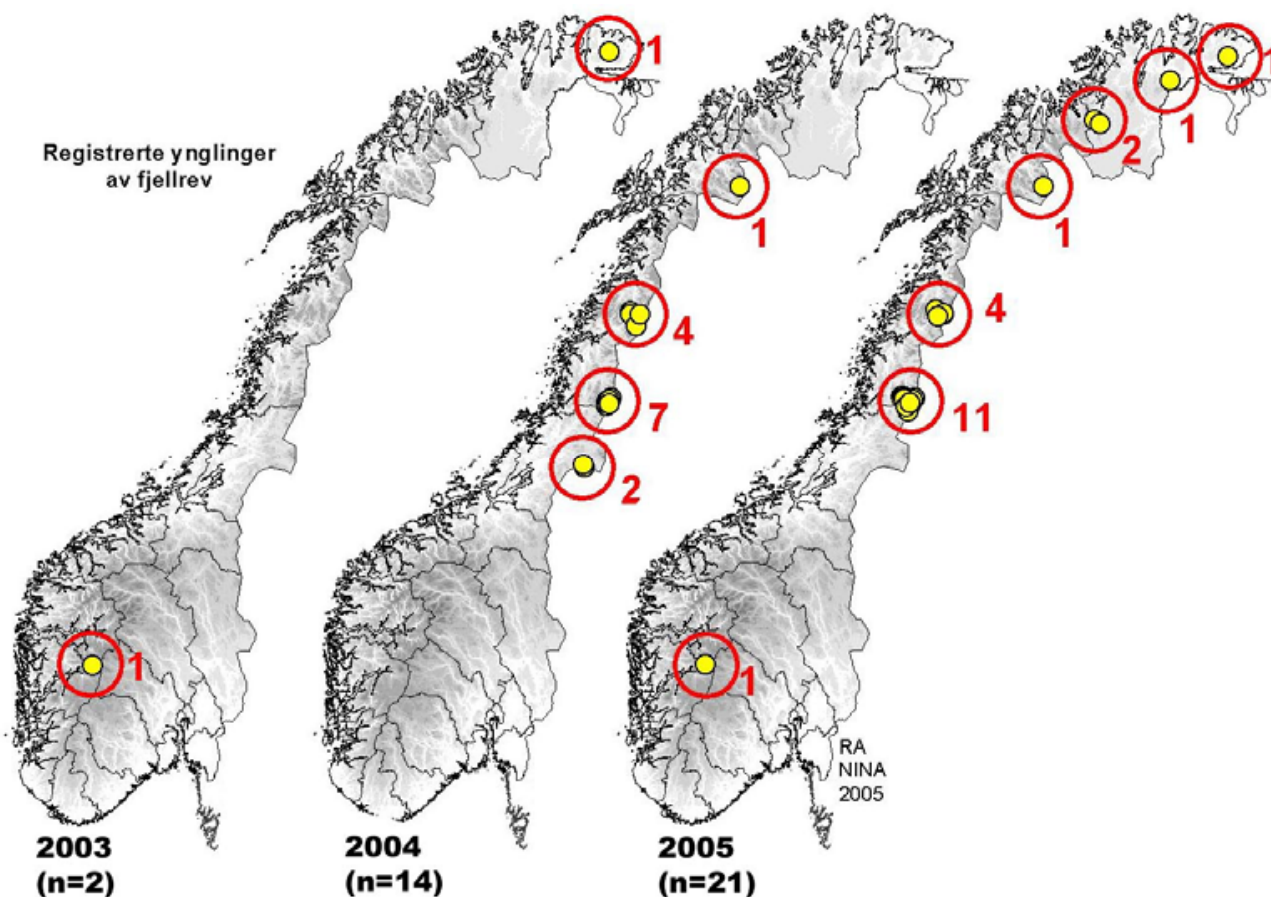 Registrerte ynglinger
av fjellrev
1
1
4
7
2
1
1
2
1
4
11
1
1
RA
NINA
2005
2003
(n=2)
2004
(n=14)
2005
(n=21)